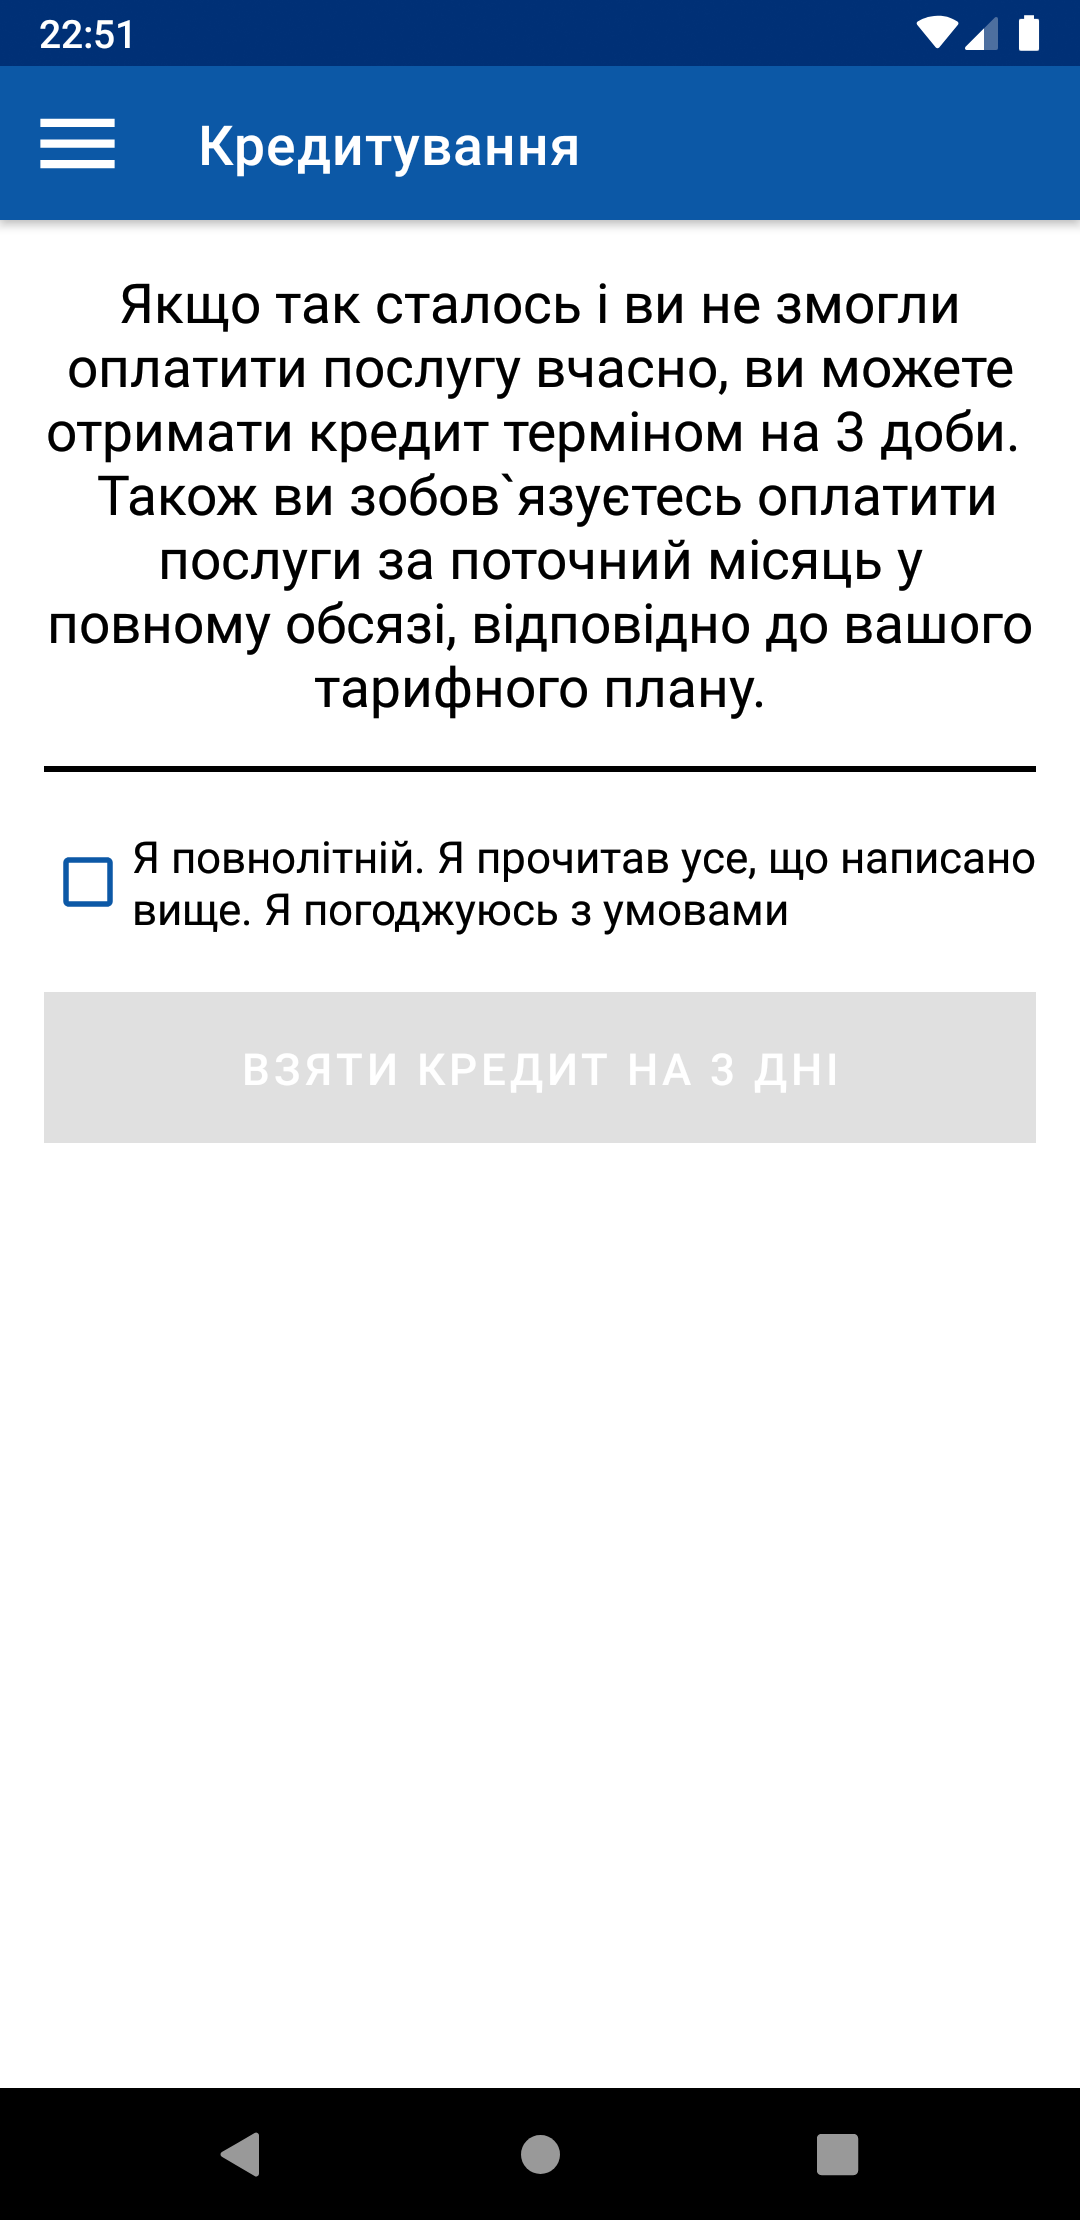 22:51
Кредитування
Якщо так сталось і ви не змогли
оплатити послугу вчасно, ви можете
отримати кредит терміном на 3 доби.
Також ви зобов`язуєтесь оплатити
послуги за поточний місяць у
повному обсязі, відповідно до вашого
тарифного плану.
Я повнолітній. Я прочитав усе, що написано
вище. Я погоджуюсь з умовами
ВЗЯТИ КРЕДИТ НА 3 ДНІ